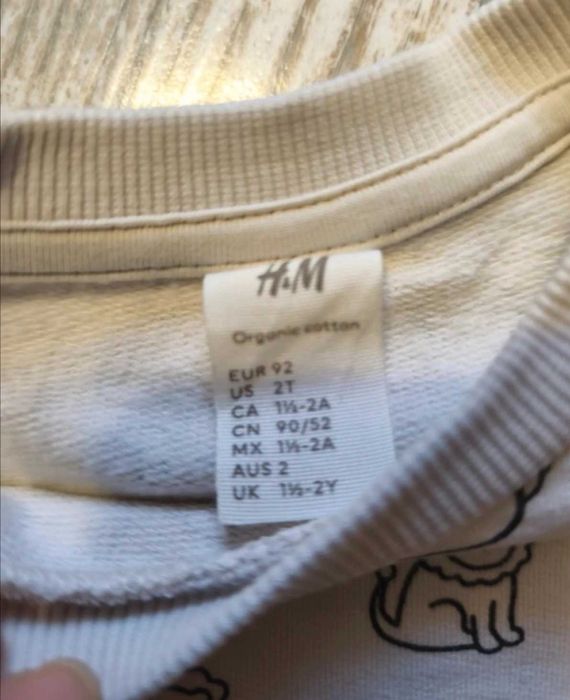 H&M
Organic cotton
EUR 92
US 2T
CA 1½-2A
CN 90/52
MX 1½-2A
AUS 2
UK 1½-2Y